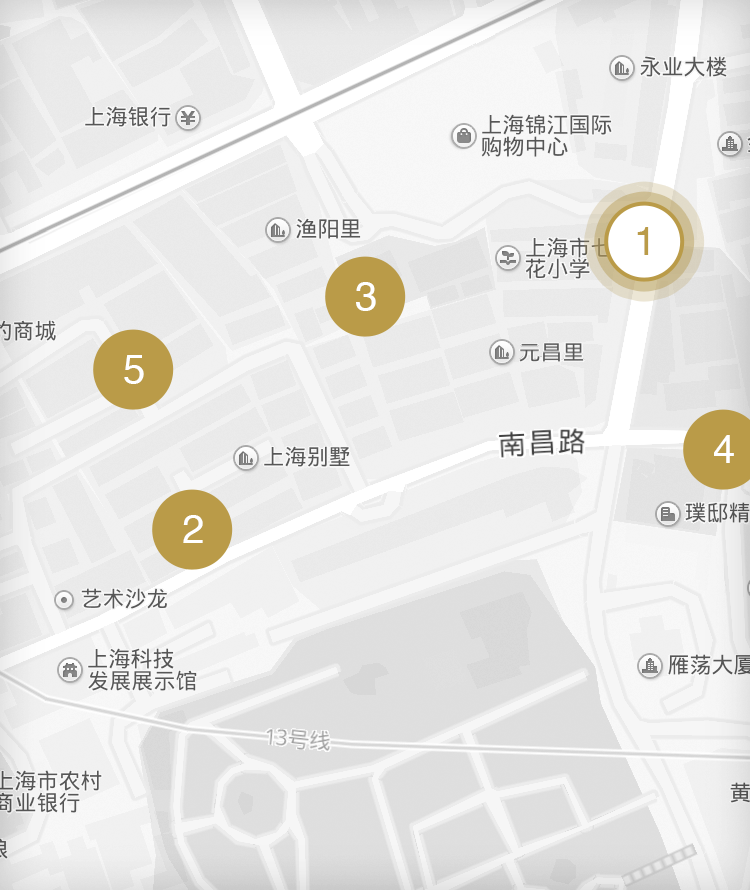 永业大楼
上海银行
上海锦江国际
购物中心
渔阳里
上海市七
花小学
1
3
的商城
元昌里
5
南昌路
4
上海别墅
璞邸精
2
艺术沙龙
上海科技
发展展示馆
雁荡大厦
13号线
上海市农村
商业银行
黄